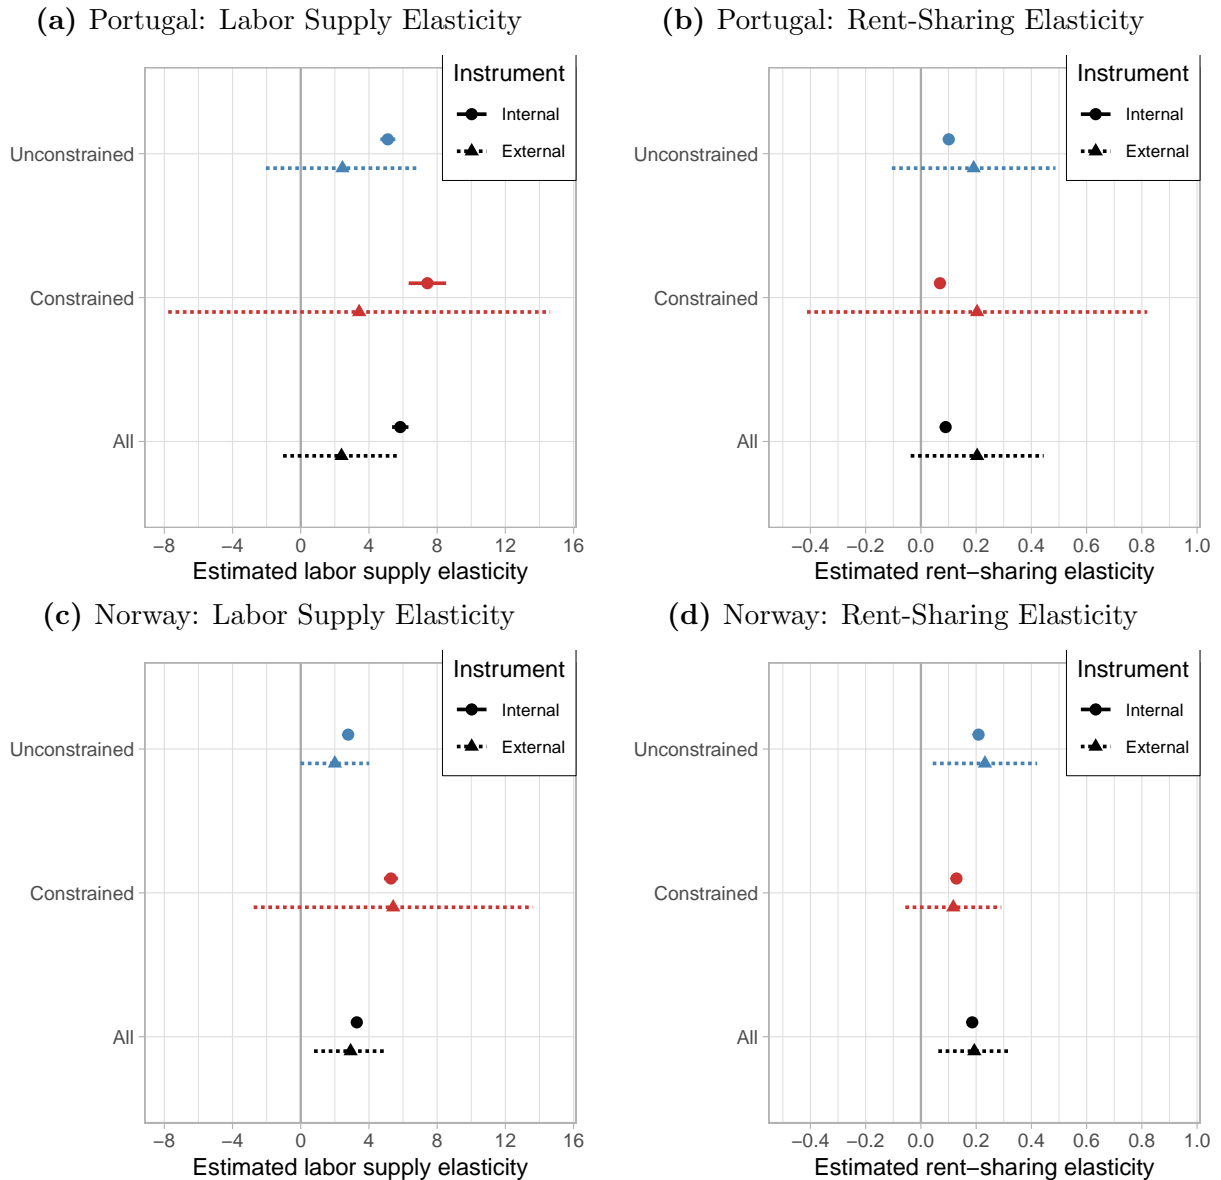 (a) Portugal: Labor Supply Elasticity
Instrument
Internal
External
Unconstrained
Constrained
All
−8 −4 0 4 8 12 16
Estimated labor supply elasticity
(b) Portugal: Rent-Sharing Elasticity
Instrument
Internal
External
Unconstrained
Constrained
All
−0.4 −0.2 0.0 0.2 0.4 0.6 0.8 1.0
Estimated rent−sharing elasticity
(c) Norway: Labor Supply Elasticity
Instrument
Internal
External
Unconstrained
Constrained
All
−8 −4 0 4 8 12 16
Estimated labor supply elasticity
(d) Norway: Rent-Sharing Elasticity
Instrument
Internal
External
Unconstrained
Constrained
All
−0.4 −0.2 0.0 0.2 0.4 0.6 0.8 1.0
Estimated rent−sharing elasticity